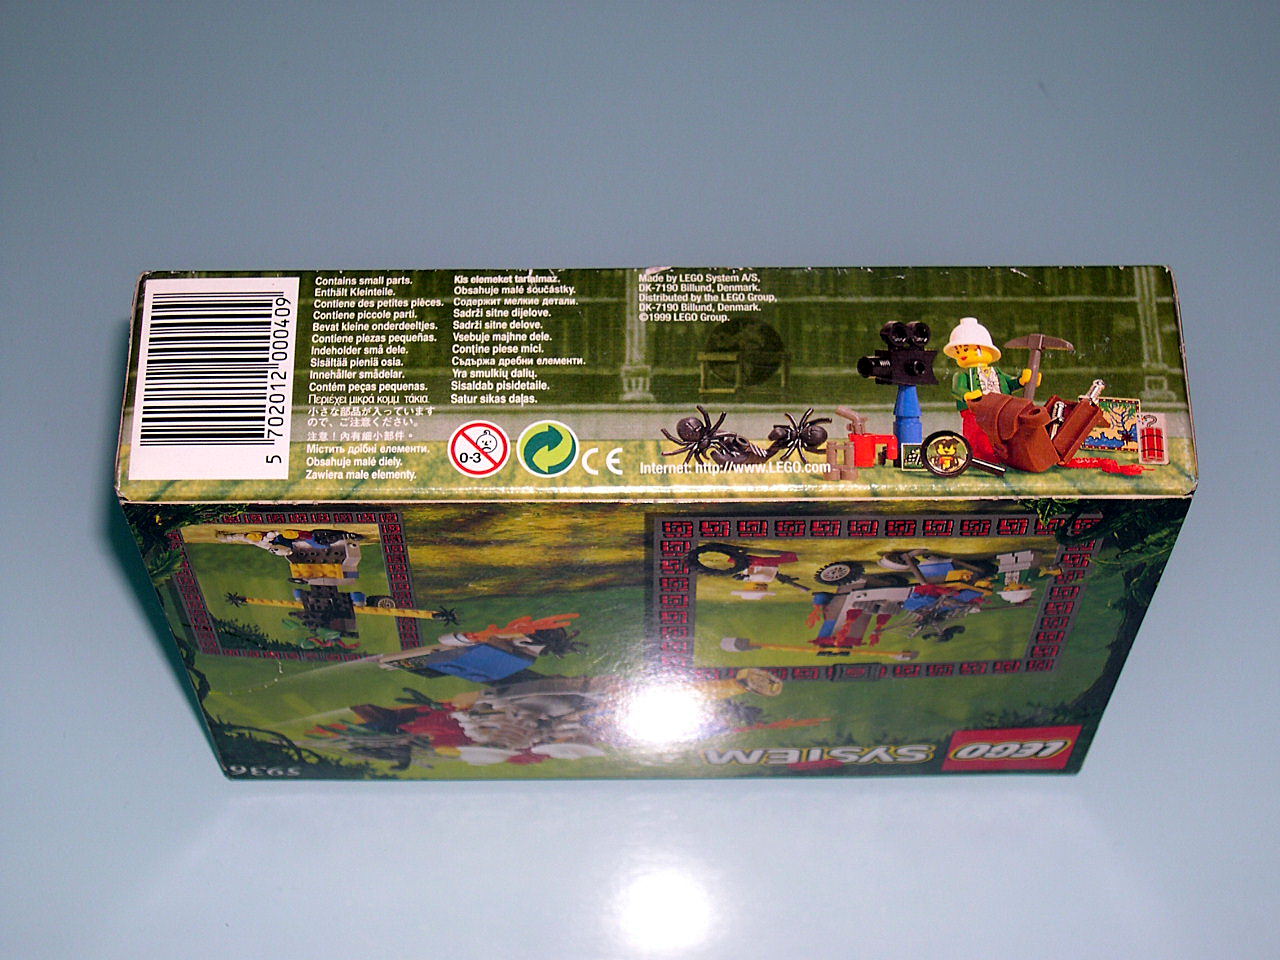 5 702012 000409
Contains small parts.
Enthält Kleinteile.
Contiene des petites pièces.
Contiene piccole parti.
Bevat kleine onderdeeltjes.
Contiene piezas pequeñas.
Indeholder små dele.
Sisältää pieniä osia.
Innehåller smådelar.
Contém peças pequenas.
Περιέχει μικρά κομμ τάκια.
小さな部品が入っています
ので、ご注意ください。
注意！內有細小部件。
Містить дрібні елементи.
Obsahuje malé diely.
Zawiera małe elementy.
Kis elemeket tartalmaz.
Obsahuje malé součástky.
Содержит мелкие детали.
Sadrži sitne dijelove.
Sadrži sitne delove.
Vsebuje majhne dele.
Conţine piese mici.
Съдържа дребни елементи.
Yra smulkių dalių.
Sisaldab pisidetaile.
Satur sīkas daļas.
0-3
CE
Made by LEGO System A/S,
DK-7190 Billund, Denmark.
Distributed by the LEGO Group,
DK-7190 Billund, Denmark.
©1999 LEGO Group.
Internet: http://www.LEGO.com
LEGO SYSTEM
5936